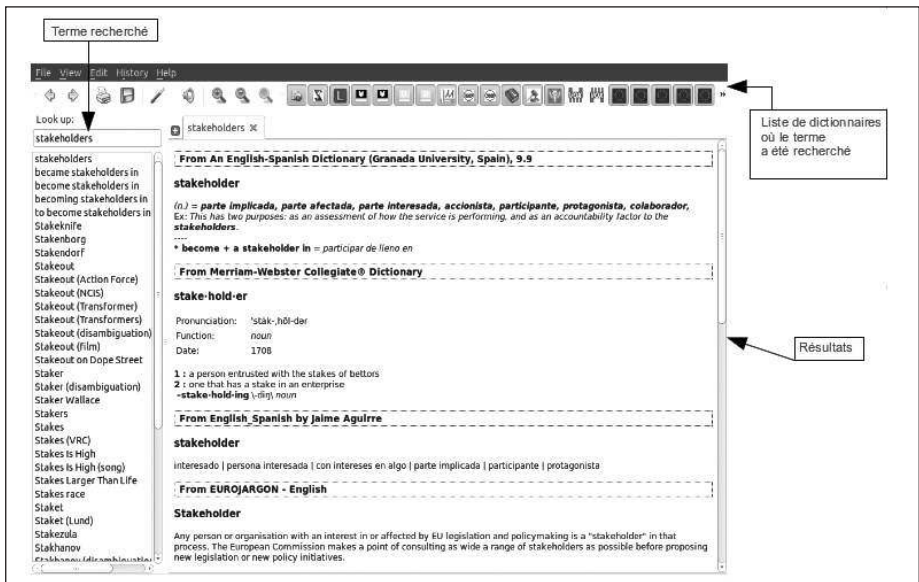 Terme recherché
File View Edit History Help
Look up:
stakeholders
stakeholders
became stakeholders in
become stakeholders in
becoming stakeholders in
to become stakeholders in
Stakeknife
Stakenborg
Stakendorf
Stakeout
Stakeout (Action Force)
Stakeout (NCIS)
Stakeout (Transformer)
Stakeout (Transformers)
Stakeout (disambiguation)
Stakeout (film)
Stakeout on Dope Street
Staker
Staker (disambiguation)
Staker Wallace
Stakers
Stakes
Stakes (VRC)
Stakes Is High
Stakes Is High (song)
Stakes Larger Than Life
Stakes race
Staket
Staket (Lund)
Stakezula
Stakhanov
Stakhanov (disambiguation
stakeholders
From An English-Spanish Dictionary (Granada University, Spain), 9.9
stakeholder
(n.) = parte implicada, parte afectada, parte interesada, accionista, participante, protagonista, colaborador,
Ex: This has two purposes: as an assessment of how the service is performing, and as an accountability factor to the
stakeholders.
----
* become + a stakeholder in = participar de lleno en
From Merriam-Webster Collegiate® Dictionary
stake·hold·er
Pronunciation: 'stāk-ˌhōl-dər
Function: noun
Date: 1708
1 : a person entrusted with the stakes of bettors
2 : one that has a stake in an enterprise
–stake·hold·ing \-diŋ\ noun
From English_Spanish by Jaime Aguirre
stakeholder
interesado | persona interesada | con intereses en algo | parte implicada | participante | protagonista
From EUROJARGON - English
Stakeholder
Any person or organisation with an interest in or affected by EU legislation and policymaking is a "stakeholder" in that
process. The European Commission makes a point of consulting as wide a range of stakeholders as possible before proposing
new legislation or new policy initiatives.
Liste de dictionnaires
où le terme
a été recherché
Résultats